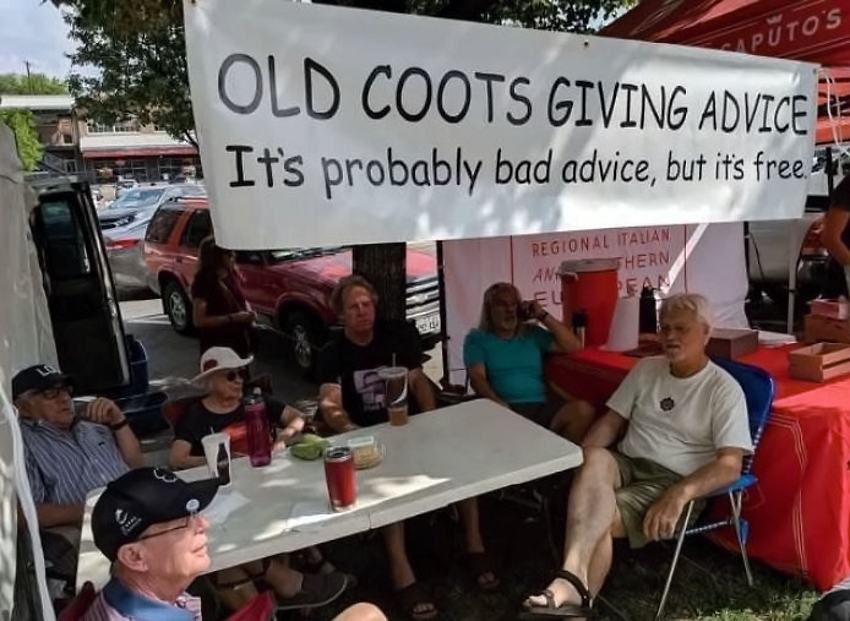 CAPUTO'S
OLD COOTS GIVING ADVICE
It's probably bad advice, but it's free.
REGIONAL ITALIAN